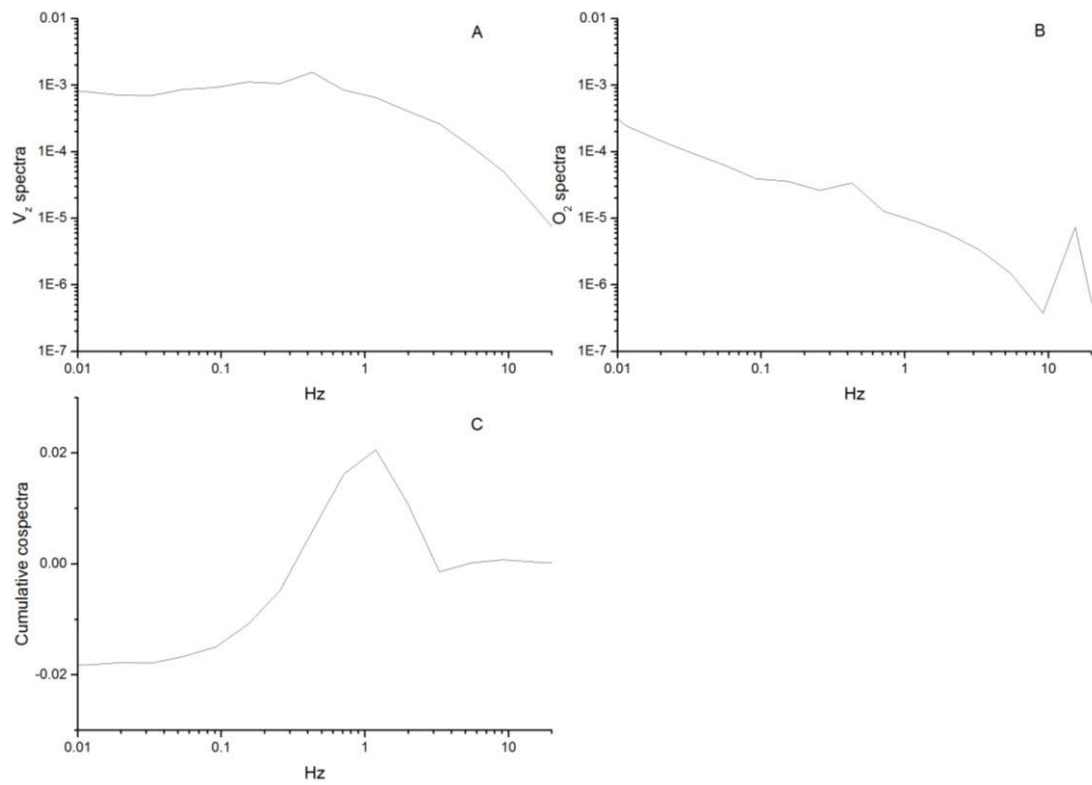 A
0.01
1E-3
1E-4
1E-5
1E-6
1E-7
V_z spectra
0.01
0.1
1
10
Hz
B
0.01
1E-3
1E-4
1E-5
1E-6
1E-7
O_2 spectra
0.01
0.1
1
10
Hz
C
0.02
0.00
-0.02
Cumulative cospectra
0.01
0.1
1
10
Hz